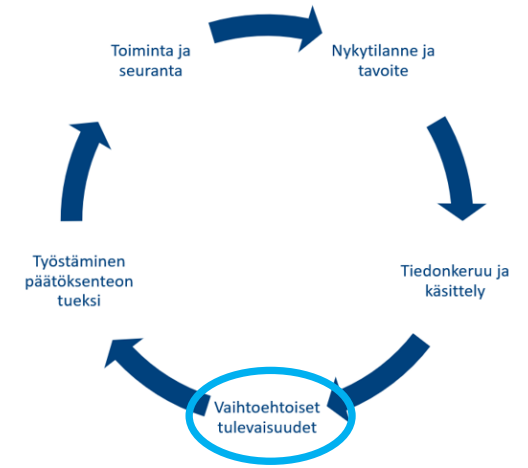 Toiminta ja
seuranta
Nykytilanne ja
tavoite
Tiedonkeruu ja
käsittely
Vaihtoehtoiset
tulevaisuudet
Työstäminen
päätöksenteon
tueksi